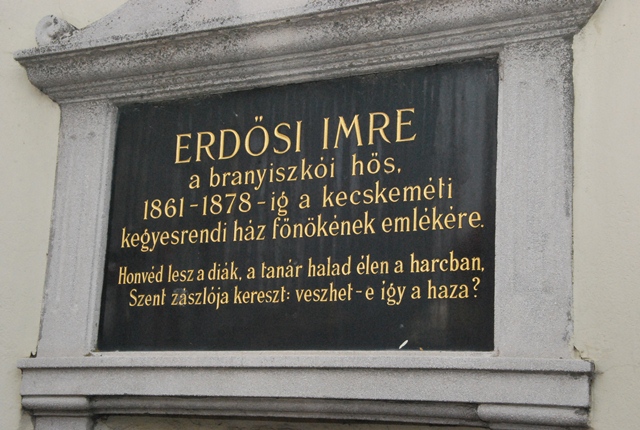 ERDŐSI IMRE
a branyiszkói hős,
1861-1878-ig a kecskeméti
kegyesrendi ház főnökének emlékére.
Honvéd lesz a diák, a tanár halad élen a harcban,
Szent zászlója kereszt: veszhet-e így a haza?